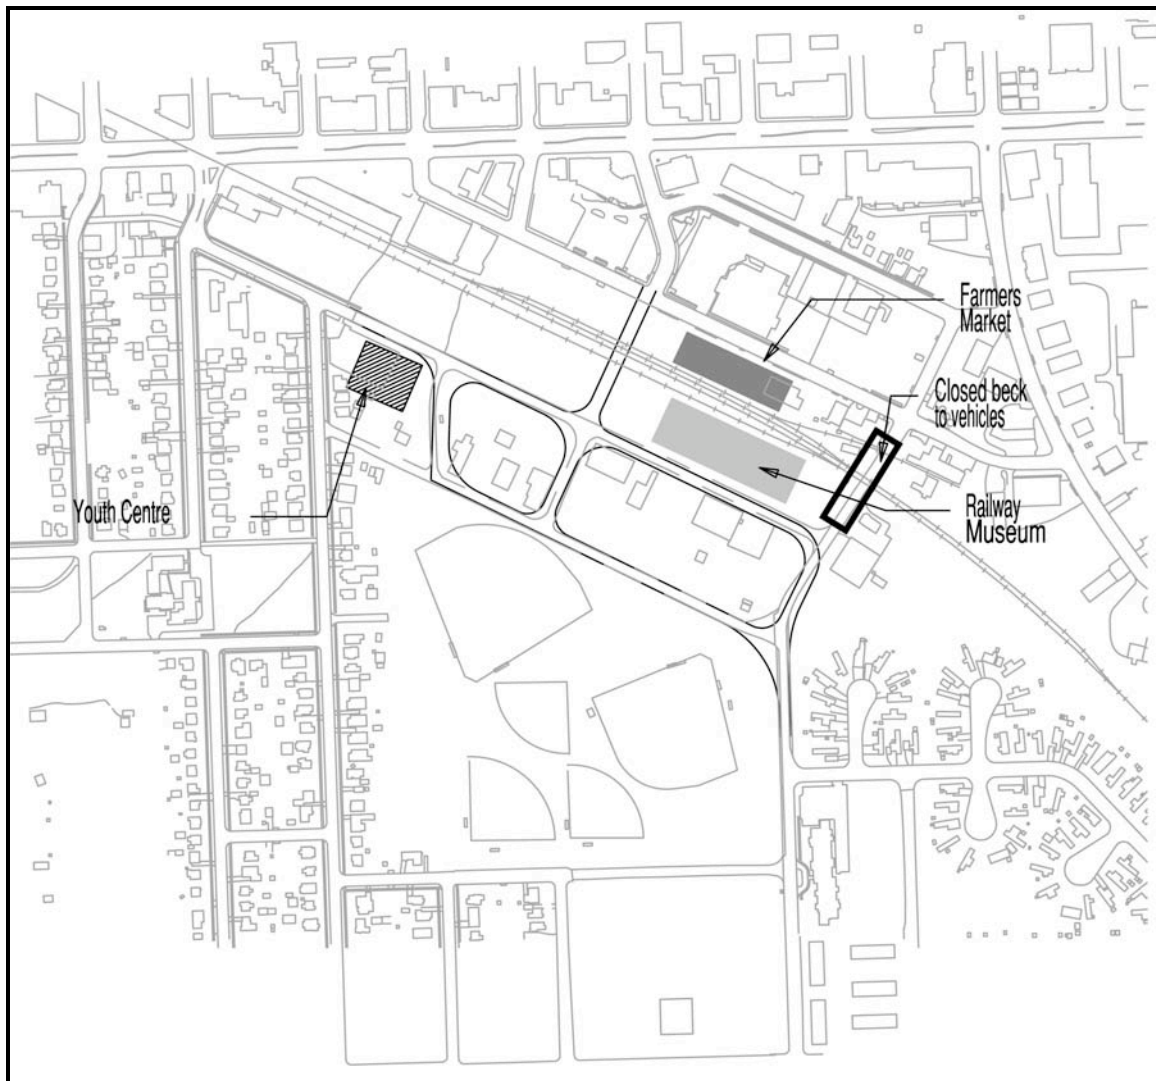 Farmers
Market
Closed beck
to vehicles
Youth Centre
Railway
Museum